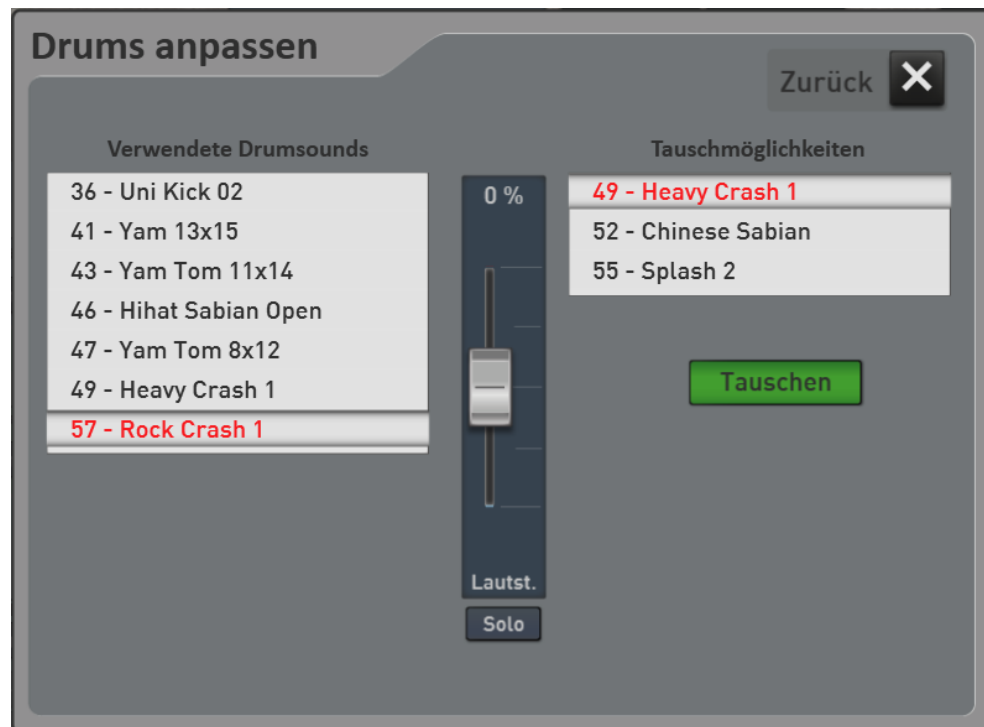 Drums anpassen
Zurück
Verwendete Drumsounds
36 - Uni Kick 02
41 - Yam 13x15
43 - Yam Tom 11x14
46 - Hihat Sabian Open
47 - Yam Tom 8x12
49 - Heavy Crash 1
57 - Rock Crash 1
0 %
Lautst.
Solo
Tauschmöglichkeiten
49 - Heavy Crash 1
52 - Chinese Sabian
55 - Splash 2
Tauschen